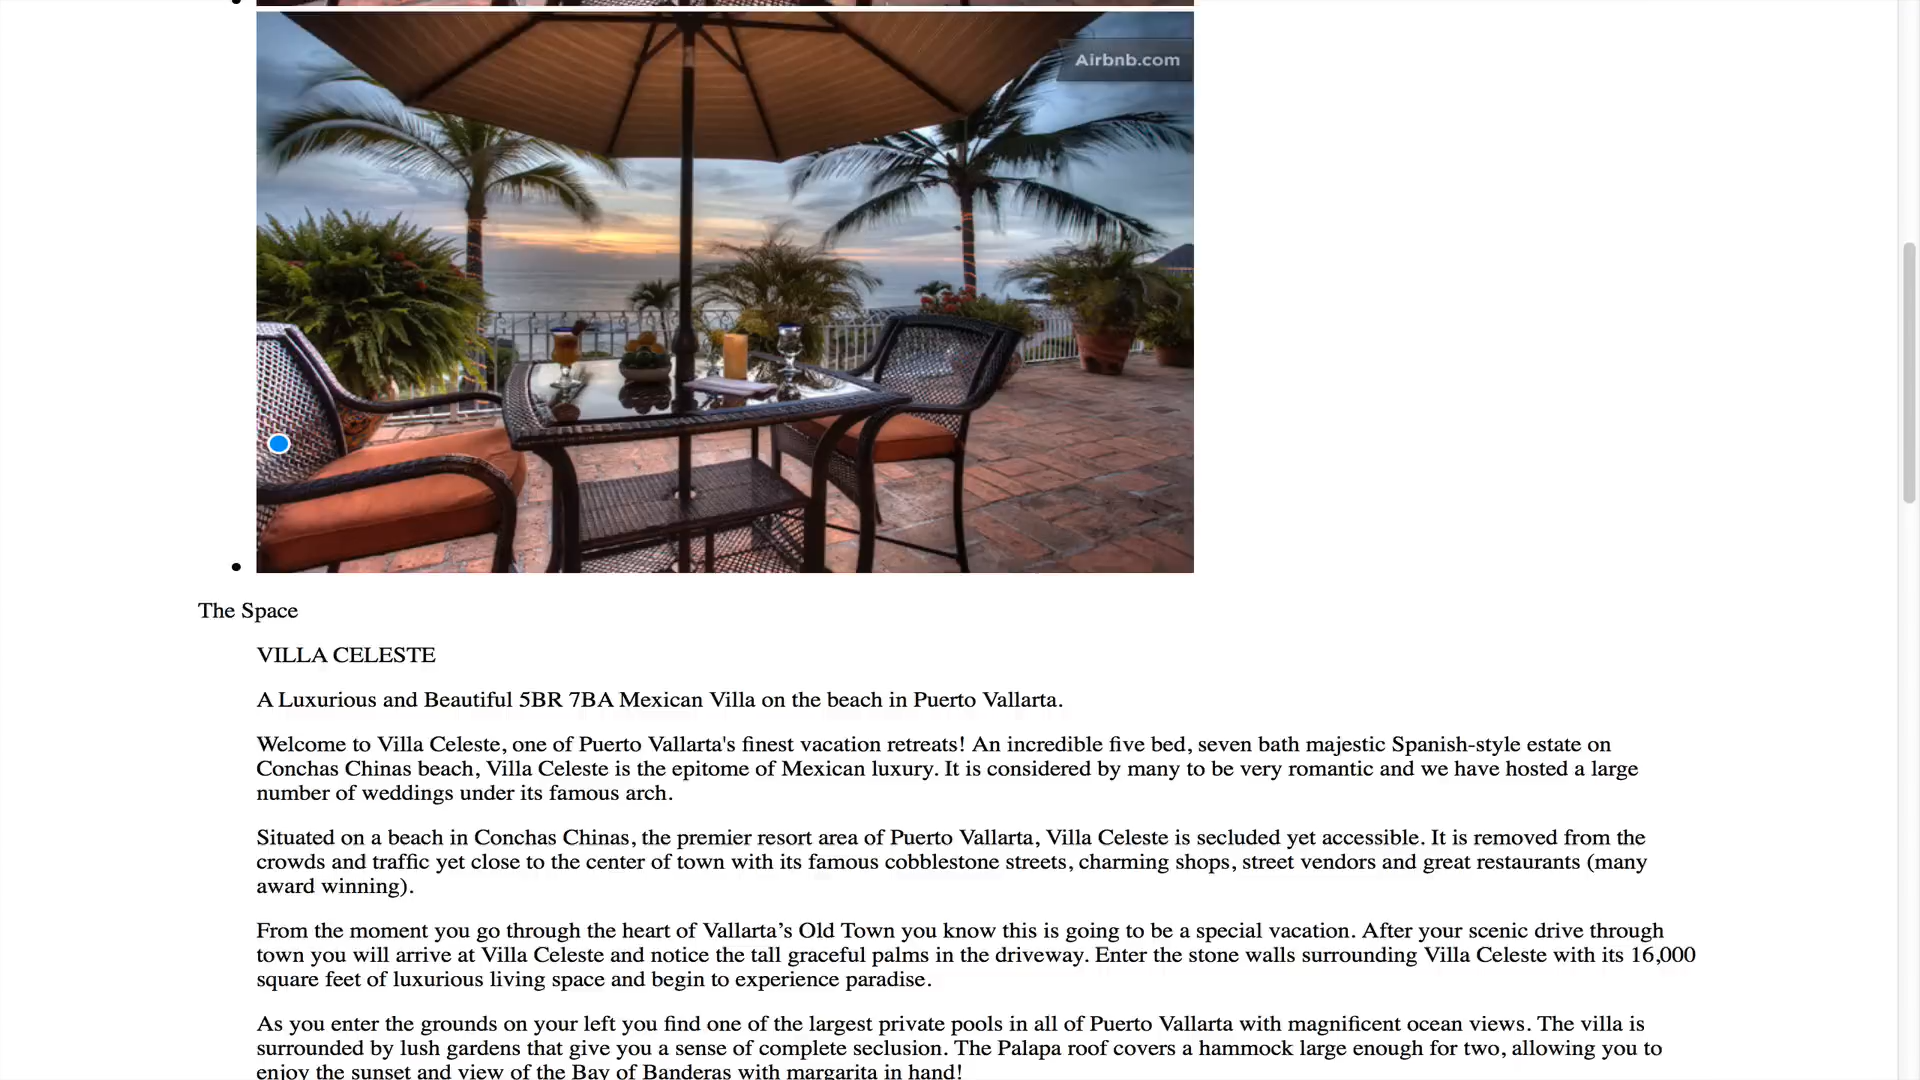 Airbnb.com
The Space
VILLA CELESTE
A Luxurious and Beautiful 5BR 7BA Mexican Villa on the beach in Puerto Vallarta.
Welcome to Villa Celeste, one of Puerto Vallarta's finest vacation retreats! An incredible five bed, seven bath majestic Spanish-style estate on
Conchas Chinas beach, Villa Celeste is the epitome of Mexican luxury. It is considered by many to be very romantic and we have hosted a large
number of weddings under its famous arch.
Situated on a beach in Conchas Chinas, the premier resort area of Puerto Vallarta, Villa Celeste is secluded yet accessible. It is removed from the
crowds and traffic yet close to the center of town with its famous cobblestone streets, charming shops, street vendors and great restaurants (many
award winning).
From the moment you go through the heart of Vallarta’s Old Town you know this is going to be a special vacation. After your scenic drive through
town you will arrive at Villa Celeste and notice the tall graceful palms in the driveway. Enter the stone walls surrounding Villa Celeste with its 16,000
square feet of luxurious living space and begin to experience paradise.
As you enter the grounds on your left you find one of the largest private pools in all of Puerto Vallarta with magnificent ocean views. The villa is
surrounded by lush gardens that give you a sense of complete seclusion. The Palapa roof covers a hammock large enough for two, allowing you to
enjoy the sunset and view of the Bay of Banderas with margarita in hand!